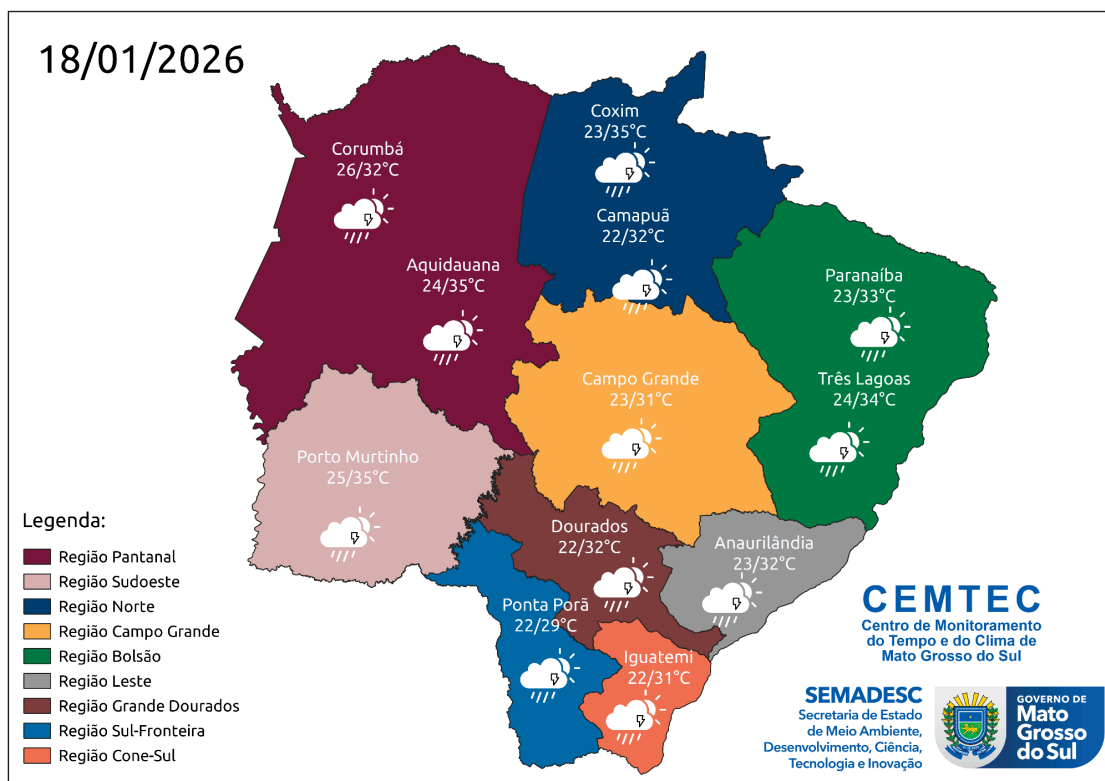 18/01/2026
Coxim
23/35°C
Corumbá
26/32°C
Camapuã
22/32°C
Aquidauana
24/35°C
Paranaíba
23/33°C
Campo Grande
23/31°C
Três Lagoas
24/34°C
Porto Murtinho
25/35°C
Dourados
22/32°C
Anaurilândia
23/32°C
Ponta Porã
22/29°C
Iguatemi
22/31°C
Legenda:
Região Pantanal
Região Sudoeste
Região Norte
Região Campo Grande
Região Bolsão
Região Leste
Região Grande Dourados
Região Sul-Fronteira
Região Cone-Sul
CEMTEC
Centro de Monitoramento
do Tempo e do Clima de
Mato Grosso do Sul
SEMADESC
Secretaria de Estado
de Meio Ambiente,
Desenvolvimento, Ciência,
Tecnologia e Inovação
GOVERNO DE
Mato
Grosso
do Sul